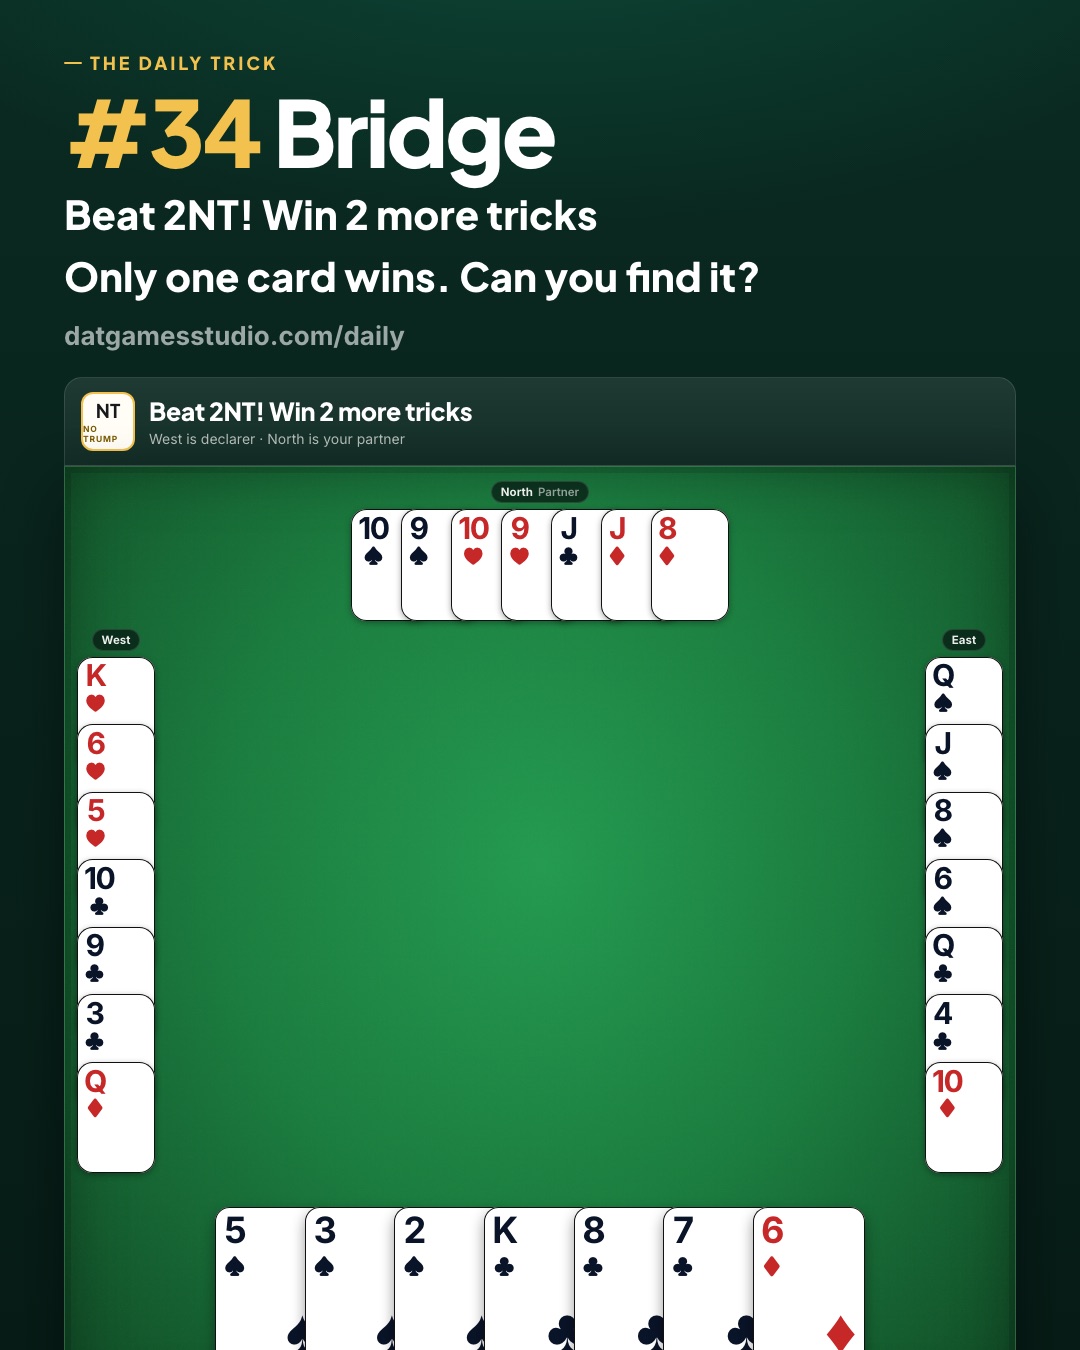 — THE DAILY TRICK
#34 Bridge
Beat 2NT! Win 2 more tricks
Only one card wins. Can you find it?
datgamesstudio.com/daily
NT
NO TRUMP
Beat 2NT! Win 2 more tricks
West is declarer · North is your partner
North Partner
10♠ 9♠ 10♥ 9♥ J♣ J♦ 8♦
West
K♥
6♥
5♥
10♣
9♣
3♣
Q♦
East
Q♠
J♠
8♠
6♠
Q♣
4♣
10♦
5♠ 3♠ 2♠ K♣ 8♣ 7♣ 6♦